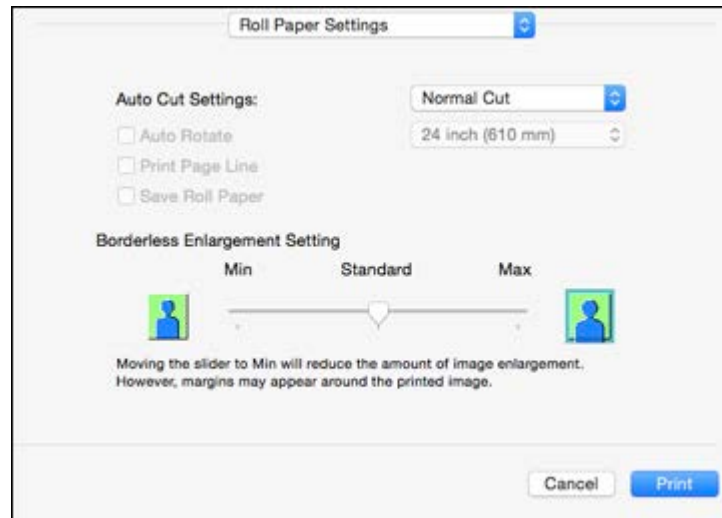 Roll Paper Settings
Auto Cut Settings: Normal Cut
Auto Rotate 24 inch (610 mm)
Print Page Line
Save Roll Paper
Borderless Enlargement Setting
Min Standard Max
Moving the slider to Min will reduce the amount of image enlargement.
However, margins may appear around the printed image.
Cancel Print